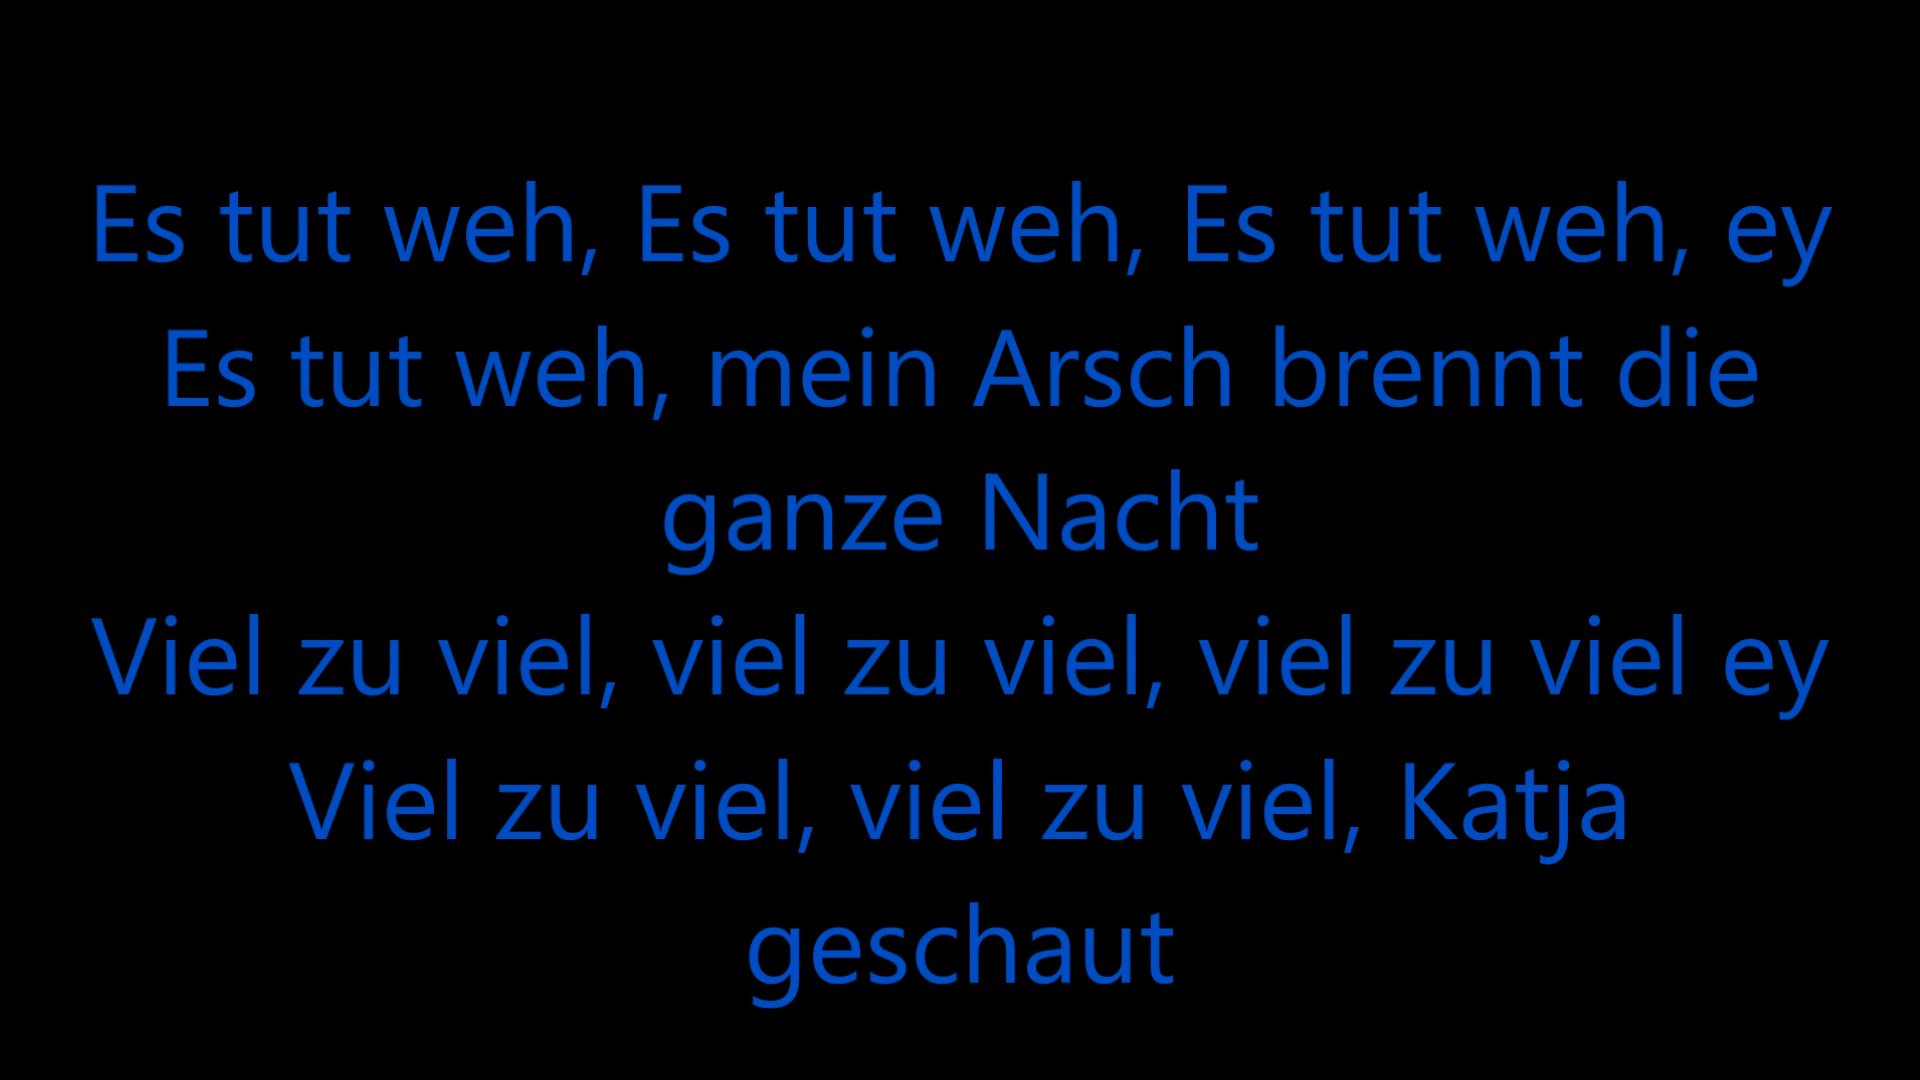 Es tut weh, Es tut weh, Es tut weh, ey
Es tut weh, mein Arsch brennt die
ganze Nacht
Viel zu viel, viel zu viel, viel zu viel ey
Viel zu viel, viel zu viel, Katja
geschaut